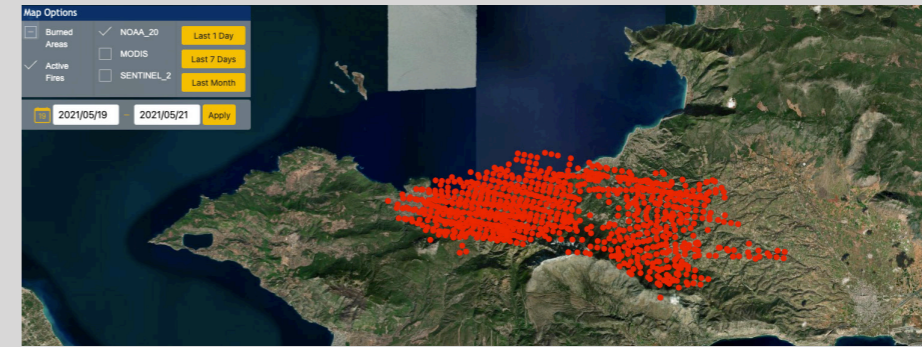 Map Options
Burned
Areas
Active
Fires
NOAA_20
MODIS
SENTINEL_2
Last 1 Day
Last 7 Days
Last Month
2021/05/19 - 2021/05/21 Apply